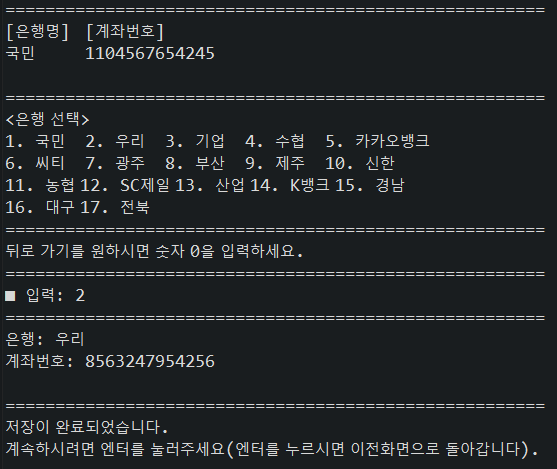 ======================================================
[은행명] [계좌번호]
국민 1104567654245
======================================================
<은행 선택>
1. 국민 2. 우리 3. 기업 4. 수협 5. 카카오뱅크
6. 씨티 7. 광주 8. 부산 9. 제주 10. 신한
11. 농협 12. SC제일 13. 산업 14. K뱅크 15. 경남
16. 대구 17. 전북
======================================================
뒤로 가기를 원하시면 숫자 0을 입력하세요.
======================================================
■ 입력: 2
======================================================
은행: 우리
계좌번호: 8563247954256
======================================================
저장이 완료되었습니다.
계속하시려면 엔터를 눌러주세요(엔터를 누르시면 이전화면으로 돌아갑니다).